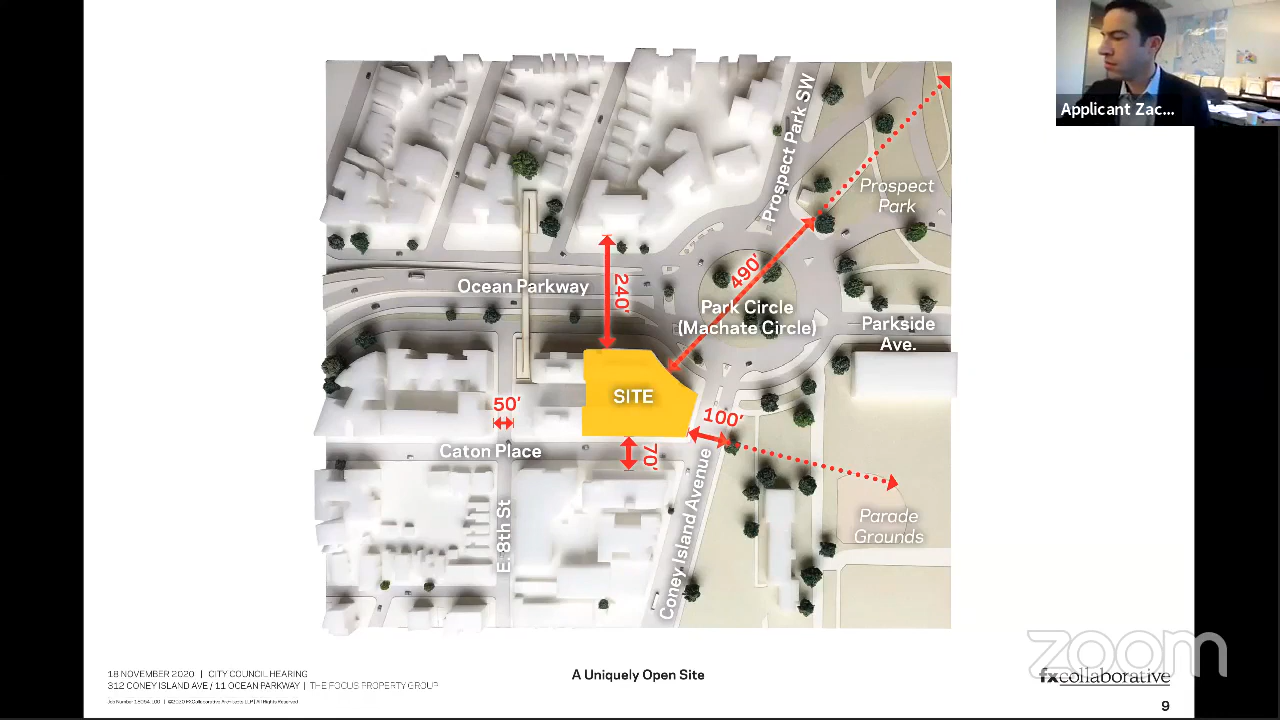 Applicant Zac...
Prospect Park SW
Prospect
Park
490'
240'
Ocean Parkway
Park Circle
(Machate Circle)
Parkside
Ave.
SITE
50'
100'
Caton Place
70'
E. 8th St
Coney Island Avenue
Parade
Grounds
zoom
18 NOVEMBER 2020 | CITY COUNCIL HEARING
312 CONEY ISLAND AVE / 11 OCEAN PARKWAY | THE FOCUS PROPERTY GROUP
A Uniquely Open Site
fxcollaborative
9